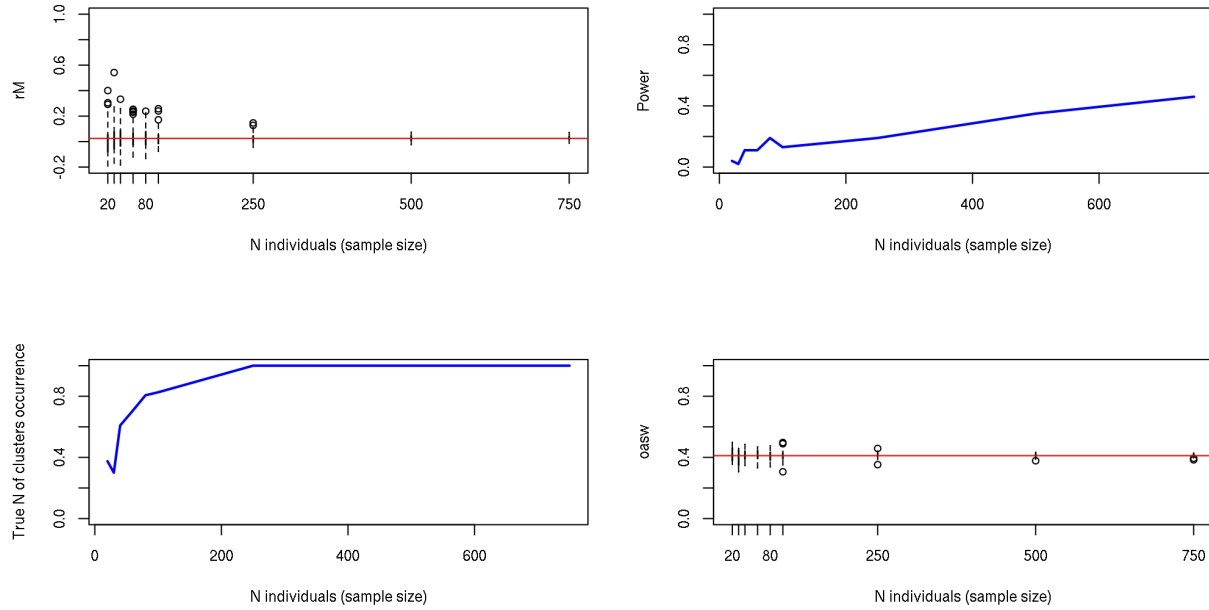 rM
-0.2 0.2 0.6 1.0
20 80 250 500 750
N individuals (sample size)
Power
0.0 0.4 0.8
0 200 400 600
N individuals (sample size)
True N of clusters occurrence
0.0 0.4 0.8
0 200 400 600
N individuals (sample size)
oasw
0.0 0.4 0.8
20 80 250 500 750
N individuals (sample size)